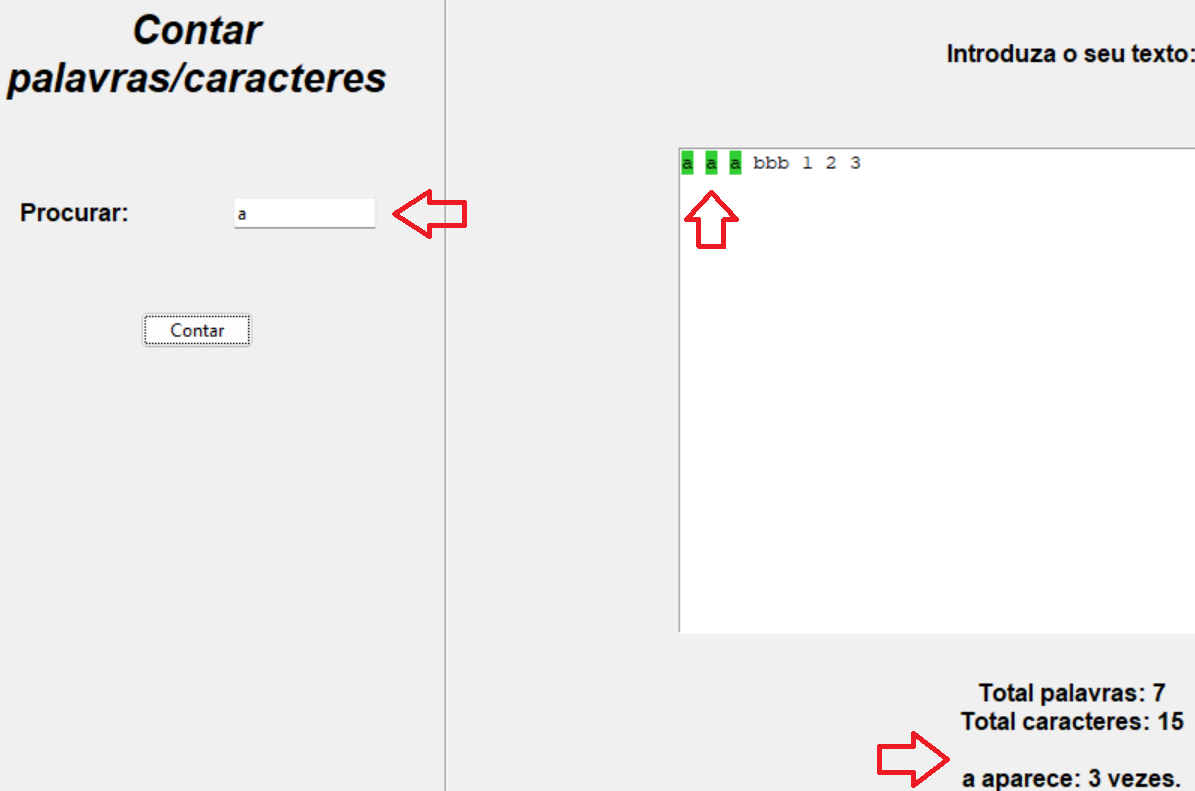 Contar
palavras/caracteres
Procurar:
a
Contar
Introduza o seu texto:
a a a bbb 1 2 3
Total palavras: 7
Total caracteres: 15
a aparece: 3 vezes.